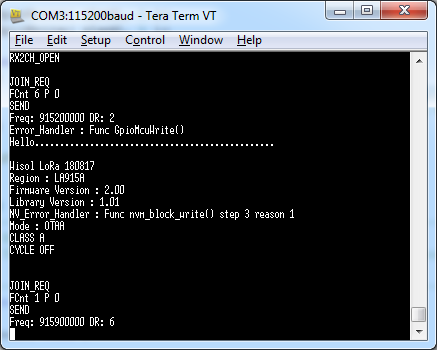 COM3:115200baud - Tera Term VT
File Edit Setup Control Window Help
RX2CH_OPEN
JOIN_REQ
FCnt 6 P 0
SEND
Freq: 915200000 DR: 2
Error_Handler : Func GpioMcuWrite()
Hello................................................
Wisol LoRa 180817
Region : LA915A
Firmware Version : 2.00
Library Version : 1.01
NV_Error_Handler : Func nvm_block_write() step 3 reason 1
Mode : OTAA
CLASS A
CYCLE OFF
JOIN_REQ
FCnt 1 P 0
SEND
Freq: 915900000 DR: 6